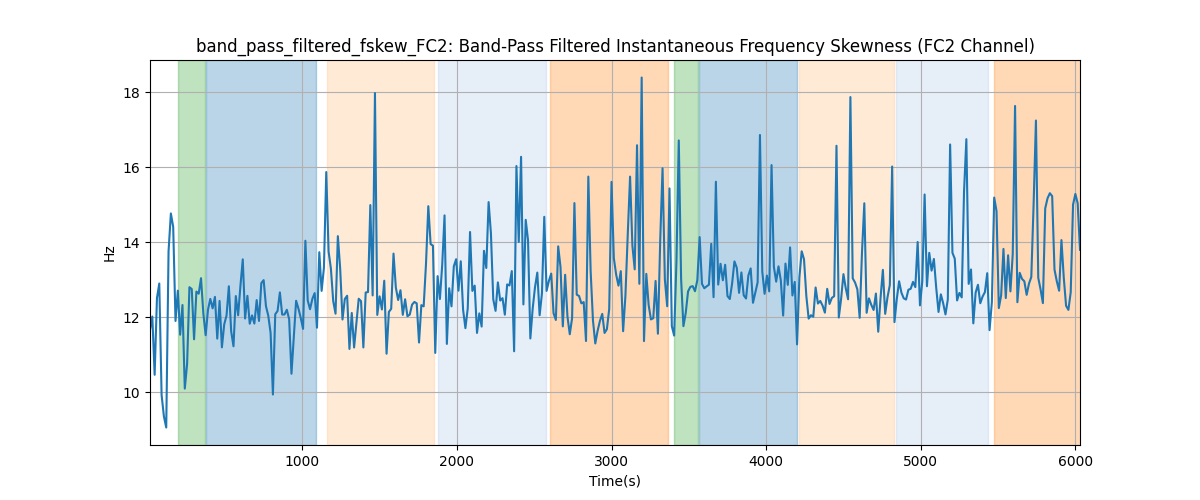 band_pass_filtered_fskew_FC2: Band-Pass Filtered Instantaneous Frequency Skewness (FC2 Channel)
Hz
18
16
14
12
10
1000 2000 3000 4000 5000 6000
Time(s)